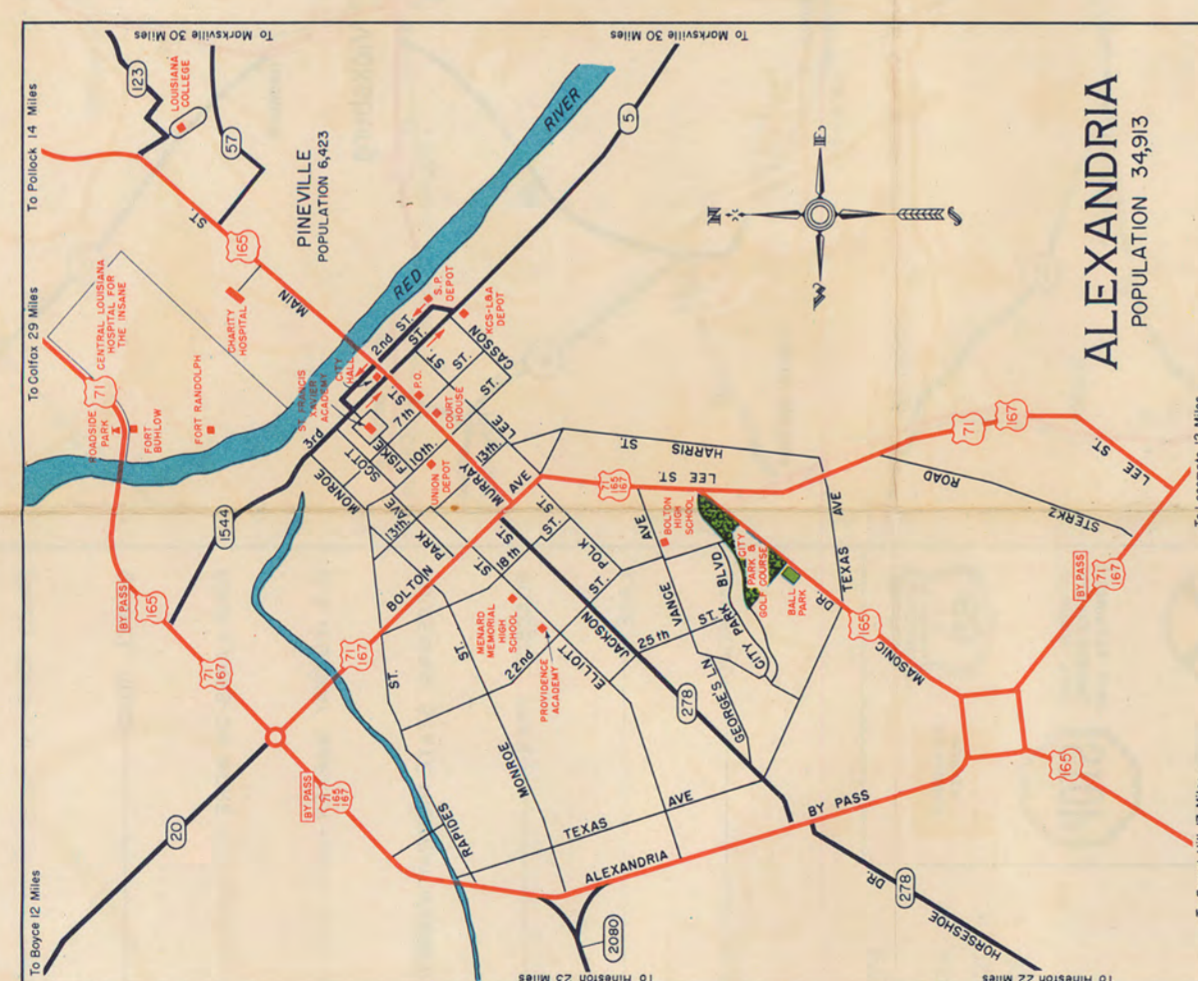 ALEXANDRIA
POPULATION 34,913
PINEVILLE
POPULATION 6,423
To Pollock 14 Miles
To Colfax 29 Miles
To Boyce 12 Miles
To Marksville 30 Miles
To Marksville 30 Miles
To Hineston 23 Miles
To Hineston 22 Miles
N
E
S
W
123
LOUISIANA
COLLEGE
57
5
MAIN
ST.
165
CENTRAL LOUISIANA
HOSPITAL FOR
THE INSANE
71
ROADSIDE
PARK
FORT
BUHLOW
FORT RANDOLPH
CHARITY
HOSPITAL
RED
RIVER
ST. FRANCIS
XAVIER
ACADEMY
CITY
HALL
S.P.
DEPOT
KCS-L&A
DEPOT
P.O.
COURT
HOUSE
UNION DEPOT
2nd
ST.
3rd
ST.
ST.
7th
ST.
10th.
ST.
13th.
ST.
CASSON
LEE
FISKE
SCOTT
MONROE
MURRAY
ST.
13th.
AVE
PARK
BOLTON
AVE
18th
ST.
ST.
ST.
POLK
ST.
JACKSON
ELLIOTT
22nd
25th
ST.
MENARD
MEMORIAL
HIGH
SCHOOL
PROVIDENCE
ACADEMY
HARRIS
ST.
LEE ST.
71
165
167
BOLTON
HIGH
SCHOOL
VANCE
AVE
CITY PARK BLVD
CITY
PARK &
GOLF COURSE
BALL
PARK
MASONIC
DR.
165
TEXAS
AVE
GEORGE'S LN
278
278
HORSESHOE
DR.
TEXAS
AVE
ALEXANDRIA
BY PASS
RAPIDES
ST.
MONROE
ST.
1544
BY PASS
165
71
167
71
167
BY PASS
71
165
167
20
2080
71
167
LEE
ST.
STERKZ
ROAD
BY PASS
71
167
165